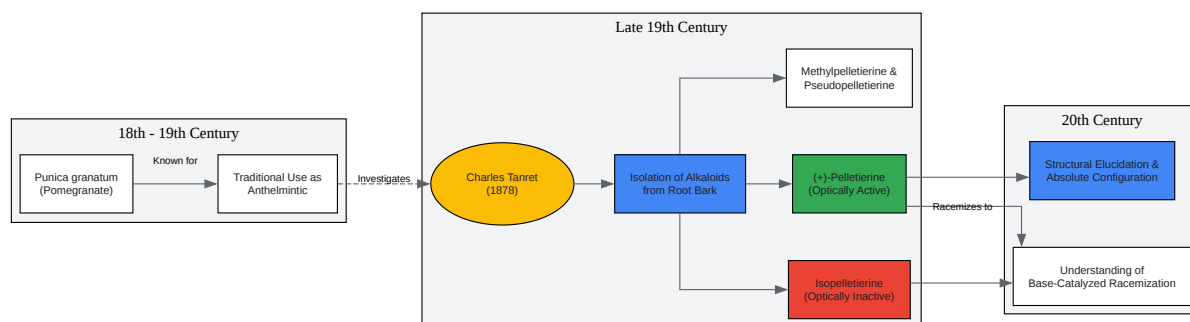 18th - 19th Century
Punica granatum
(Pomegranate)
Known for
Traditional Use as
Anthelmintic
Investigates
Late 19th Century
Charles Tanret
(1878)
Isolation of Alkaloids
from Root Bark
Methylpelletierine &
Pseudopelletierine
(+)-Pelletierine
(Optically Active)
Isopelletierine
(Optically Inactive)
Racemizes to
20th Century
Structural Elucidation &
Absolute Configuration
Understanding of
Base-Catalyzed Racemization